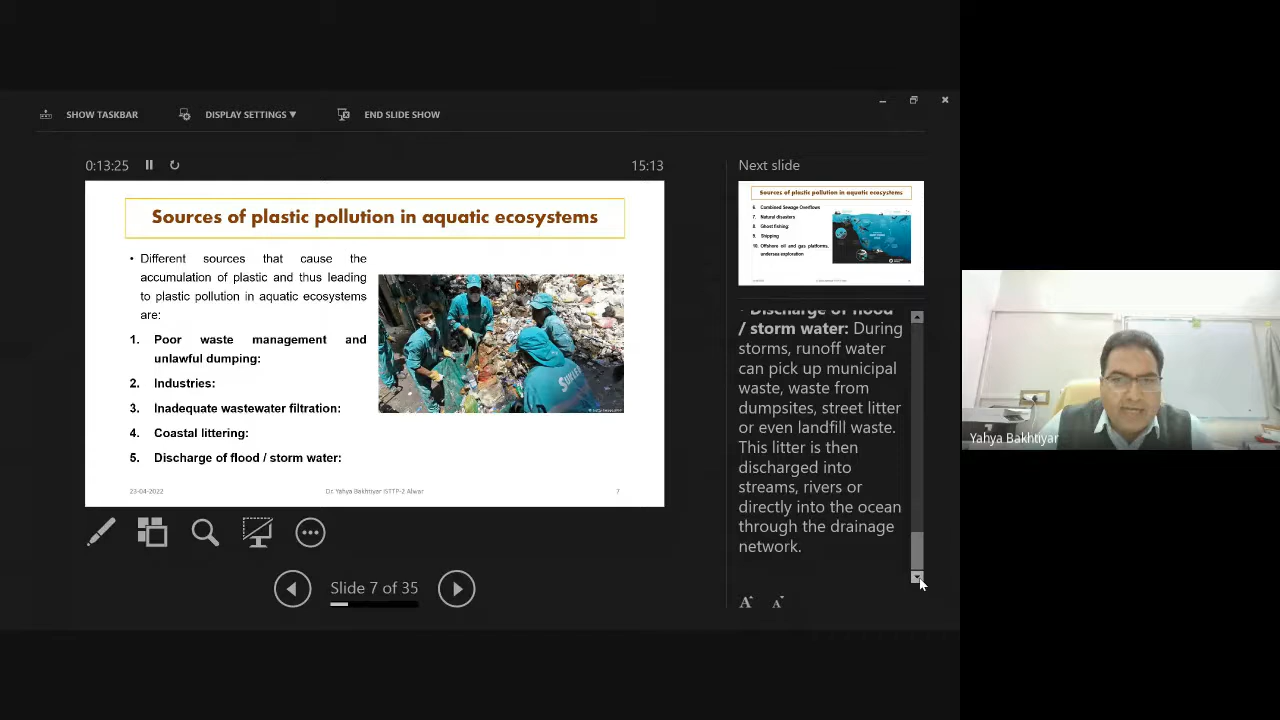 SHOW TASKBAR
DISPLAY SETTINGS ▼
END SLIDE SHOW
0:13:25
15:13
Sources of plastic pollution in aquatic ecosystems
• Different sources that cause the
accumulation of plastic and thus leading
to plastic pollution in aquatic ecosystems
are:
1. Poor waste management and
unlawful dumping:
2. Industries:
3. Inadequate wastewater filtration:
4. Coastal littering:
5. Discharge of flood / storm water:
23-04-2022
Dr. Yahya Bakhtiyar STTP-2 Alwar
7
Slide 7 of 35
Next slide
Sources of plastic pollution in aquatic ecosystems
6. Combined Sewage Overflows
7. Natural disasters
8. Ghost fishing
9. Shipping
10. Offshore oil and gas platforms,
undersea exploration
• Discharge of flood
/ storm water: During
storms, runoff water
can pick up municipal
waste, waste from
dumpsites, street litter
or even landfill waste.
This litter is then
discharged into
streams, rivers or
directly into the ocean
through the drainage
network.
A A
Yahya Bakhtiyar